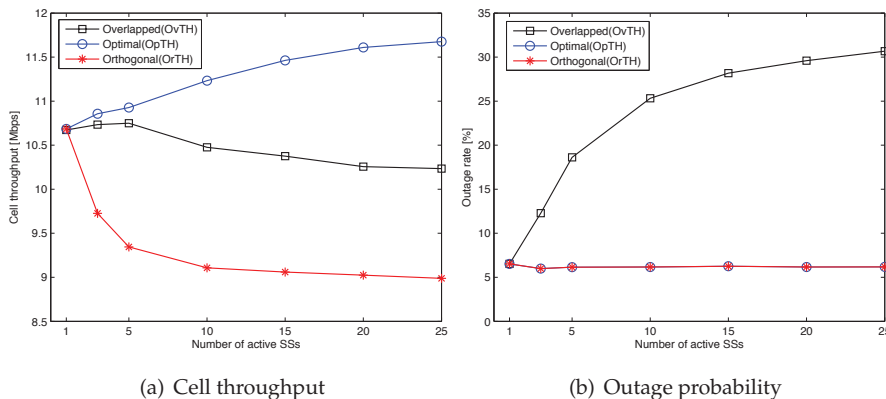 12
11.5
11
10.5
10
9.5
9
8.5
Cell throughput [Mbps]
Overlapped(OvTH)
Optimal(OpTH)
Orthogonal(OrTH)
1 5 10 15 20 25
Number of active SSs
(a) Cell throughput
35
30
25
20
15
10
5
0
Outage rate [%]
Overlapped(OvTH)
Optimal(OpTH)
Orthogonal(OrTH)
1 5 10 15 20 25
Number of active SSs
(b) Outage probability